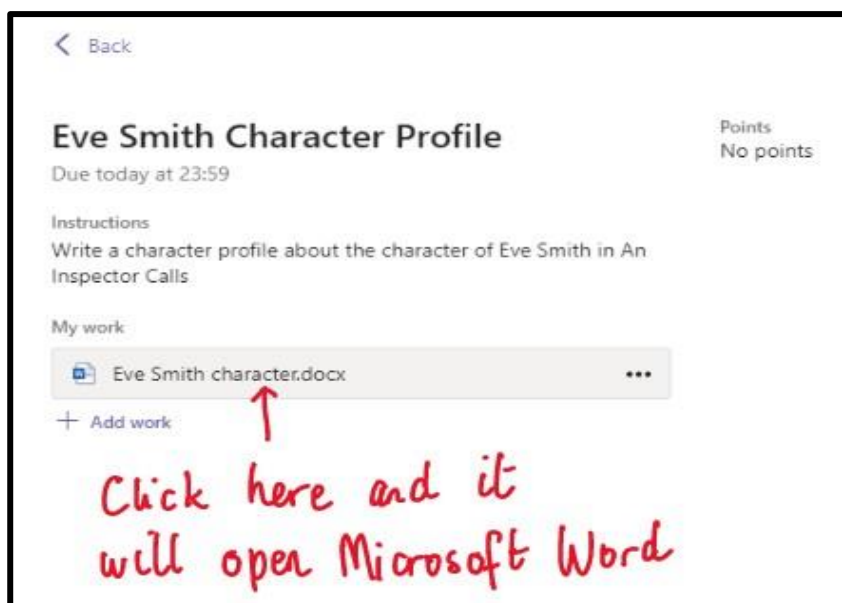 Back
Eve Smith Character Profile
Due today at 23:59
Points
No points
Instructions
Write a character profile about the character of Eve Smith in An
Inspector Calls
My work
Eve Smith character.docx
Add work
Click here and it
will open Microsoft Word